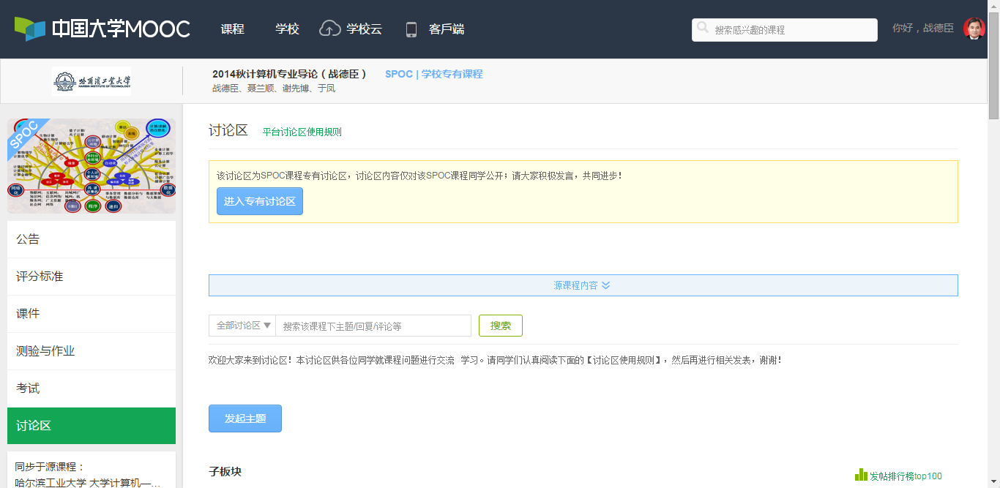 中国大学MOOC
课程
学校
学校云
客戶端
搜索感兴趣的课程
你好，战德臣
哈尔滨工业大学
HARBIN INSTITUTE OF TECHNOLOGY
2014秋计算机专业导论（战德臣） SPOC | 学校专有课程
战德臣、聂兰顺、谢先博、于凤
SPOC
讨论区 平台讨论区使用规则
该讨论区为SPOC课程专有讨论区，讨论区内容仅对该SPOC课程同学公开；请大家积极发言，共同进步！
进入专有讨论区
公告
评分标准
课件
测验与作业
考试
讨论区
同步于源课程：
哈尔滨工业大学 大学计算机—…
源课程内容
全部讨论区 搜索该课程下主题/回复/评论等 搜索
欢迎大家来到讨论区！本讨论区供各位同学就课程问题进行交流 学习。请同学们认真阅读下面的【讨论区使用规则】，然后再进行相关发表，谢谢！
发起主题
子板块
发帖排行榜top100